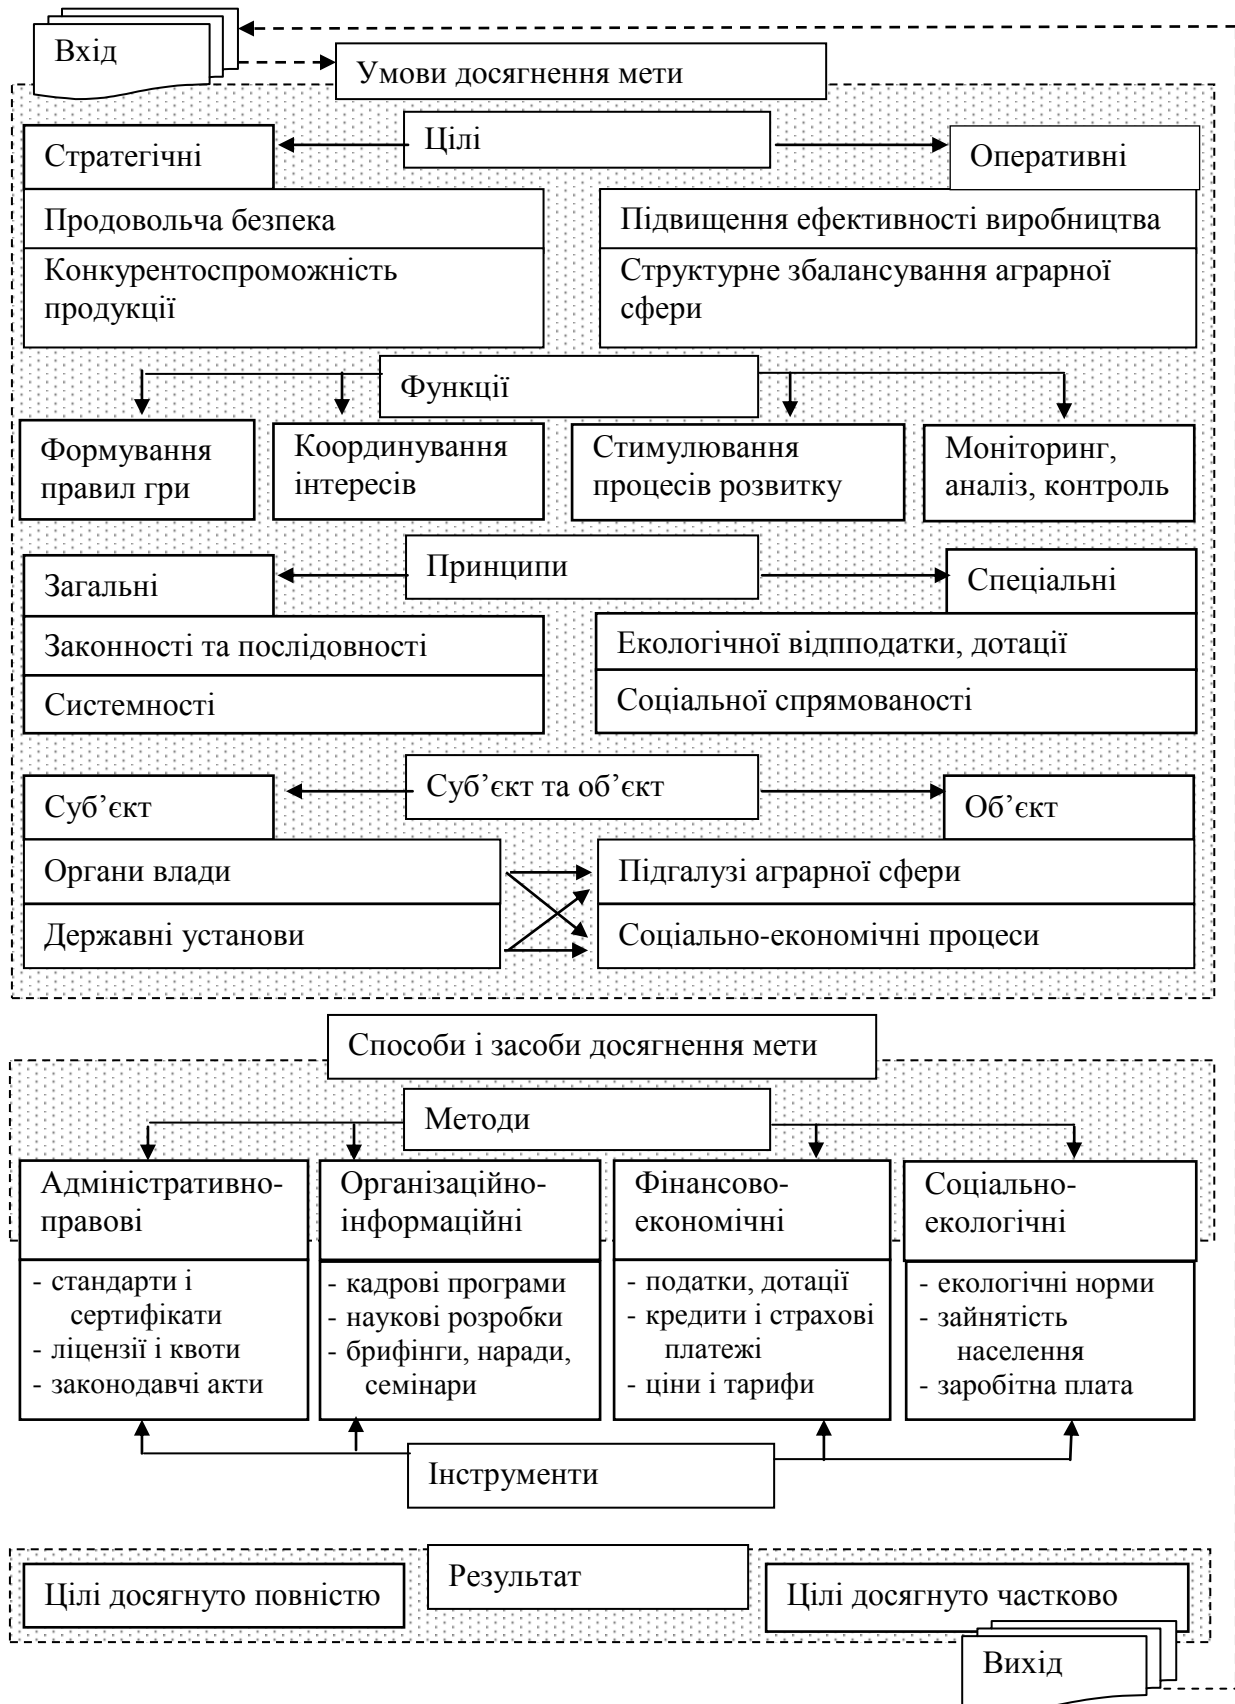 Вхід
Умови досягнення мети
Цілі
Стратегічні
Оперативні
Продовольча безпека
Підвищення ефективності виробництва
Конкурентоспроможність
продукції
Структурне збалансування аграрної
сфери
Функції
Формування
правил гри
Координування
інтересів
Стимулювання
процесів розвитку
Моніторинг,
аналіз, контроль
Принципи
Загальні
Спеціальні
Законності та послідовності
Екологічної відпподатки, дотації
Системності
Соціальної спрямованості
Суб’єкт та об’єкт
Суб’єкт
Об’єкт
Органи влади
Підгалузі аграрної сфери
Державні установи
Соціально-економічні процеси
Способи і засоби досягнення мети
Методи
Адміністративно-
правові
Організаційно-
інформаційні
Фінансово-
економічні
Соціально-
екологічні
- стандарти і
сертифікати
- ліцензії і квоти
- законодавчі акти
- кадрові програми
- наукові розробки
- брифінги, наради,
семінари
- податки, дотації
- кредити і страхові
платежі
- ціни і тарифи
- екологічні норми
- зайнятість
населення
- заробітна плата
Інструменти
Результат
Цілі досягнуто повністю
Цілі досягнуто частково
Вихід